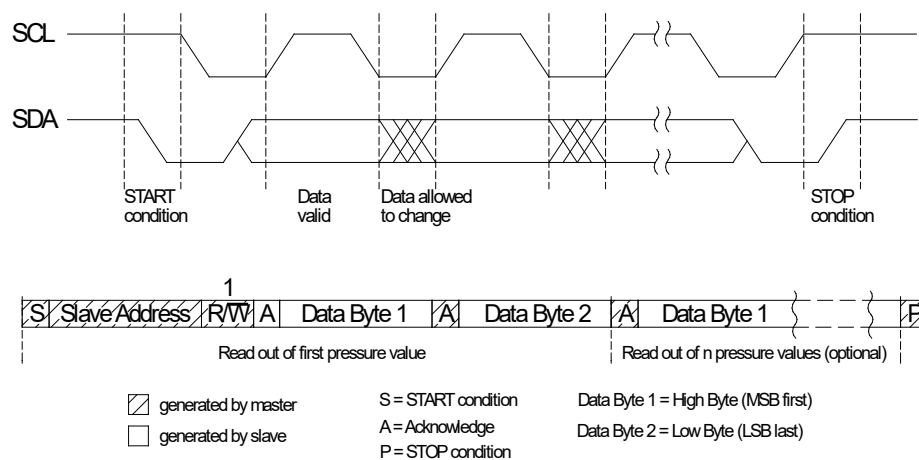 SCL
SDA
START condition
Data valid
Data allowed to change
STOP condition
1
S Slave Address R/W̅ A Data Byte 1 A Data Byte 2 A Data Byte 1 P
Read out of first pressure value
Read out of n pressure values (optional)
generated by master
generated by slave
S = START condition
A = Acknowledge
P = STOP condition
Data Byte 1 = High Byte (MSB first)
Data Byte 2 = Low Byte (LSB last)